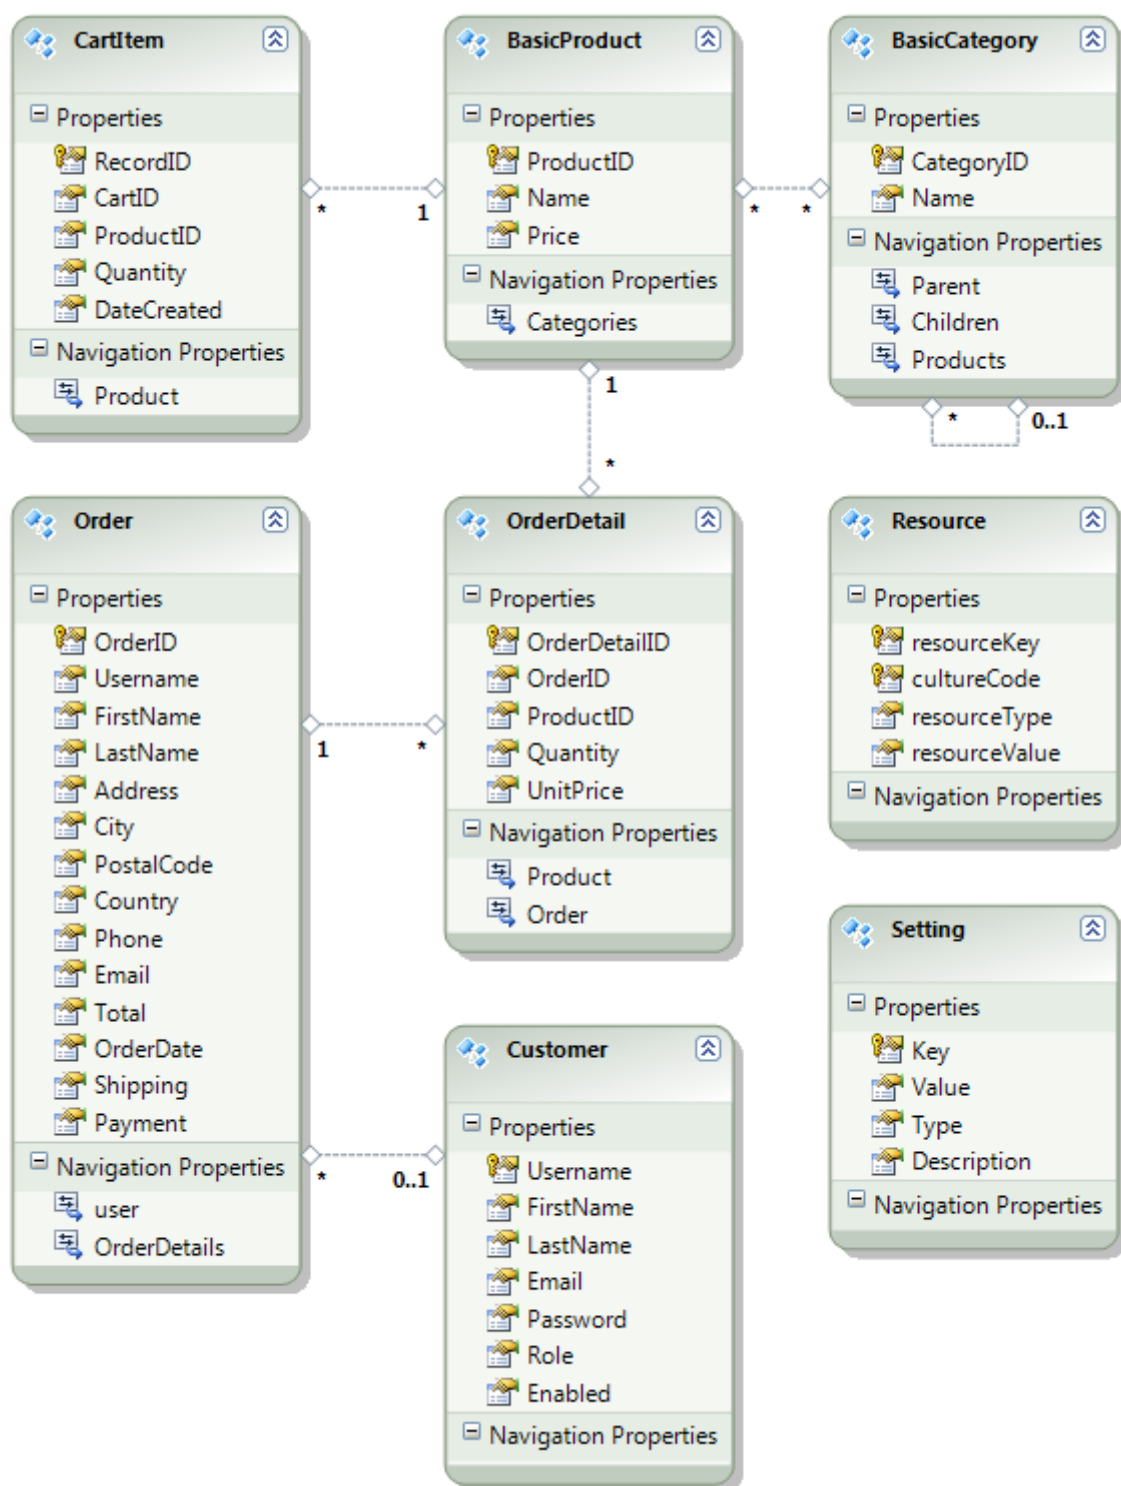 CartItem
Properties
RecordID
CartID
ProductID
Quantity
DateCreated
Navigation Properties
Product
* 1
BasicProduct
Properties
ProductID
Name
Price
Navigation Properties
Categories
* *
BasicCategory
Properties
CategoryID
Name
Navigation Properties
Parent
Children
Products
* 0..1
1
*
Order
Properties
OrderID
Username
FirstName
LastName
Address
City
PostalCode
Country
Phone
Email
Total
OrderDate
Shipping
Payment
Navigation Properties
user
OrderDetails
1 *
OrderDetail
Properties
OrderDetailID
OrderID
ProductID
Quantity
UnitPrice
Navigation Properties
Product
Order
Resource
Properties
resourceKey
cultureCode
resourceType
resourceValue
Navigation Properties
* 0..1
Customer
Properties
Username
FirstName
LastName
Email
Password
Role
Enabled
Navigation Properties
Setting
Properties
Key
Value
Type
Description
Navigation Properties